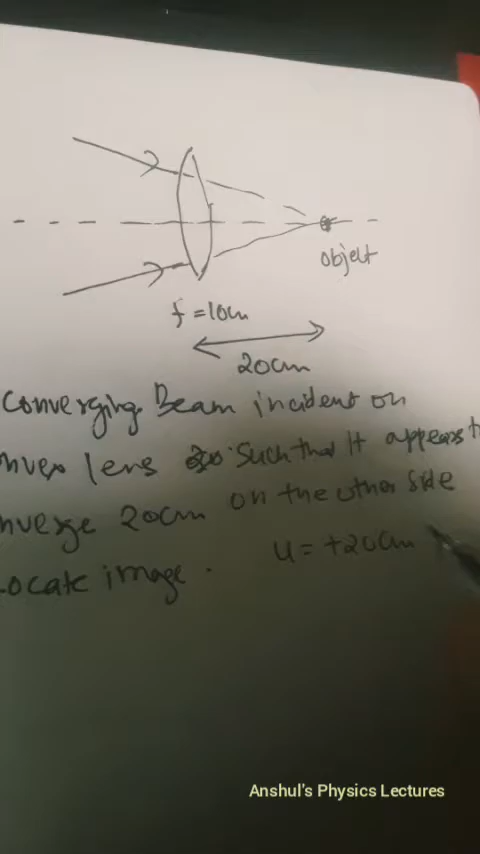 object
f = 10cm
20cm
Converging Beam incident on
lens such that It appears
20cm on the other side
Locate image.
u = +20cm
Anshul's Physics Lectures